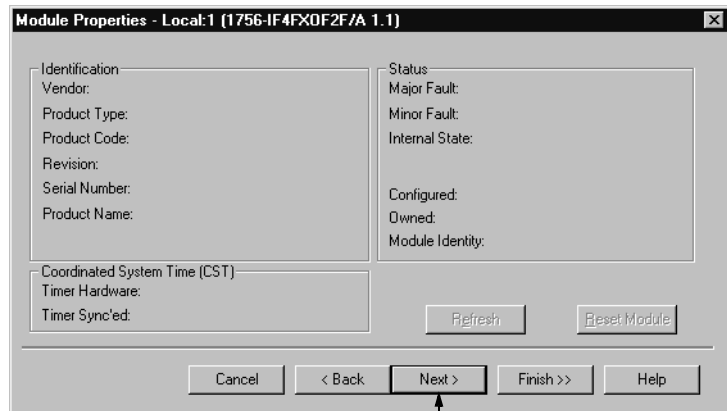 Module Properties - Local:1 (1756-IF4FXOF2F/A 1.1)
Identification
Vendor:
Product Type:
Product Code:
Revision:
Serial Number:
Product Name:
Status
Major Fault:
Minor Fault:
Internal State:
Configured:
Owned:
Module Identity:
Coordinated System Time (CST)
Timer Hardware:
Timer Sync'ed:
Refresh
Reset Module
Cancel
< Back
Next >
Finish >>
Help